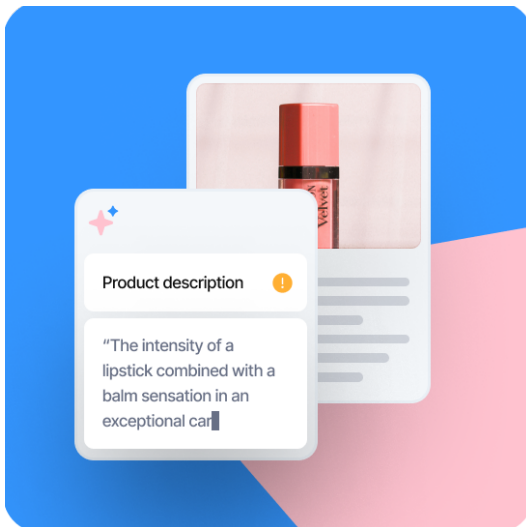 Velvet
Product description
!
“The intensity of a
lipstick combined with a
balm sensation in an
exceptional car